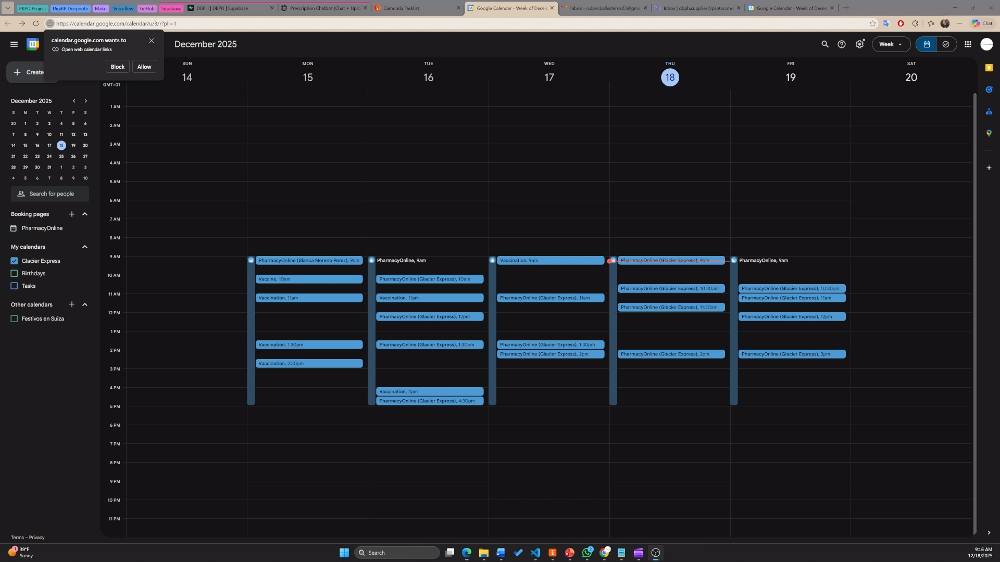 PKPD Project
DigiBP Deepnote
Make
Voiceflow
GitHub
Supabase
DBPH | DBPH | Supabase
Prescription Chatbot (Chat + Uplo
Camunda Tasklist
Google Calendar - Week of Decem
Inbox - ruben.ballesteros23@gma
Inbox | dbph.supplier@proton.me
Google Calendar - Week of Decem
https://calendar.google.com/calendar/u/3/r?pli=1
Chat
calendar.google.com wants to
Open web calendar links
Block
Allow
18
December 2025
Week
Create
GMT+01
SUN
14
MON
15
TUE
16
WED
17
THU
18
FRI
19
SAT
20
December 2025
S M T W T F S
30 1 2 3 4 5 6
7 8 9 10 11 12 13
14 15 16 17 18 19 20
21 22 23 24 25 26 27
28 29 30 31 1 2 3
4 5 6 7 8 9 10
Search for people
Booking pages
PharmacyOnline
My calendars
Glacier Express
Birthdays
Tasks
Other calendars
Festivos en Suiza
Terms – Privacy
1 AM
2 AM
3 AM
4 AM
5 AM
6 AM
7 AM
8 AM
9 AM
10 AM
11 AM
12 PM
1 PM
2 PM
3 PM
4 PM
5 PM
6 PM
7 PM
8 PM
9 PM
10 PM
11 PM
PharmacyOnline (Blanca Moreno Perez), 9am
Vaccine, 10am
Vaccination, 11am
Vaccination, 1:30pm
Vaccination, 2:30pm
PharmacyOnline, 9am
PharmacyOnline (Glacier Express), 10am
Vaccination, 11am
PharmacyOnline (Glacier Express), 12pm
PharmacyOnline (Glacier Express), 1:30pm
Vaccination, 4pm
PharmacyOnline (Glacier Express), 4:30pm
Vaccination, 9am
PharmacyOnline (Glacier Express), 11am
PharmacyOnline (Glacier Express), 1:30pm
PharmacyOnline (Glacier Express), 2pm
PharmacyOnline (Glacier Express), 9am
PharmacyOnline (Glacier Express), 10:30am
PharmacyOnline (Glacier Express), 11:30am
PharmacyOnline (Glacier Express), 2pm
PharmacyOnline, 9am
PharmacyOnline (Glacier Express), 10:30am
PharmacyOnline (Glacier Express), 11am
PharmacyOnline (Glacier Express), 12pm
PharmacyOnline (Glacier Express), 2pm
1
39°F
Sunny
Search
2
9:16 AM
12/18/2025